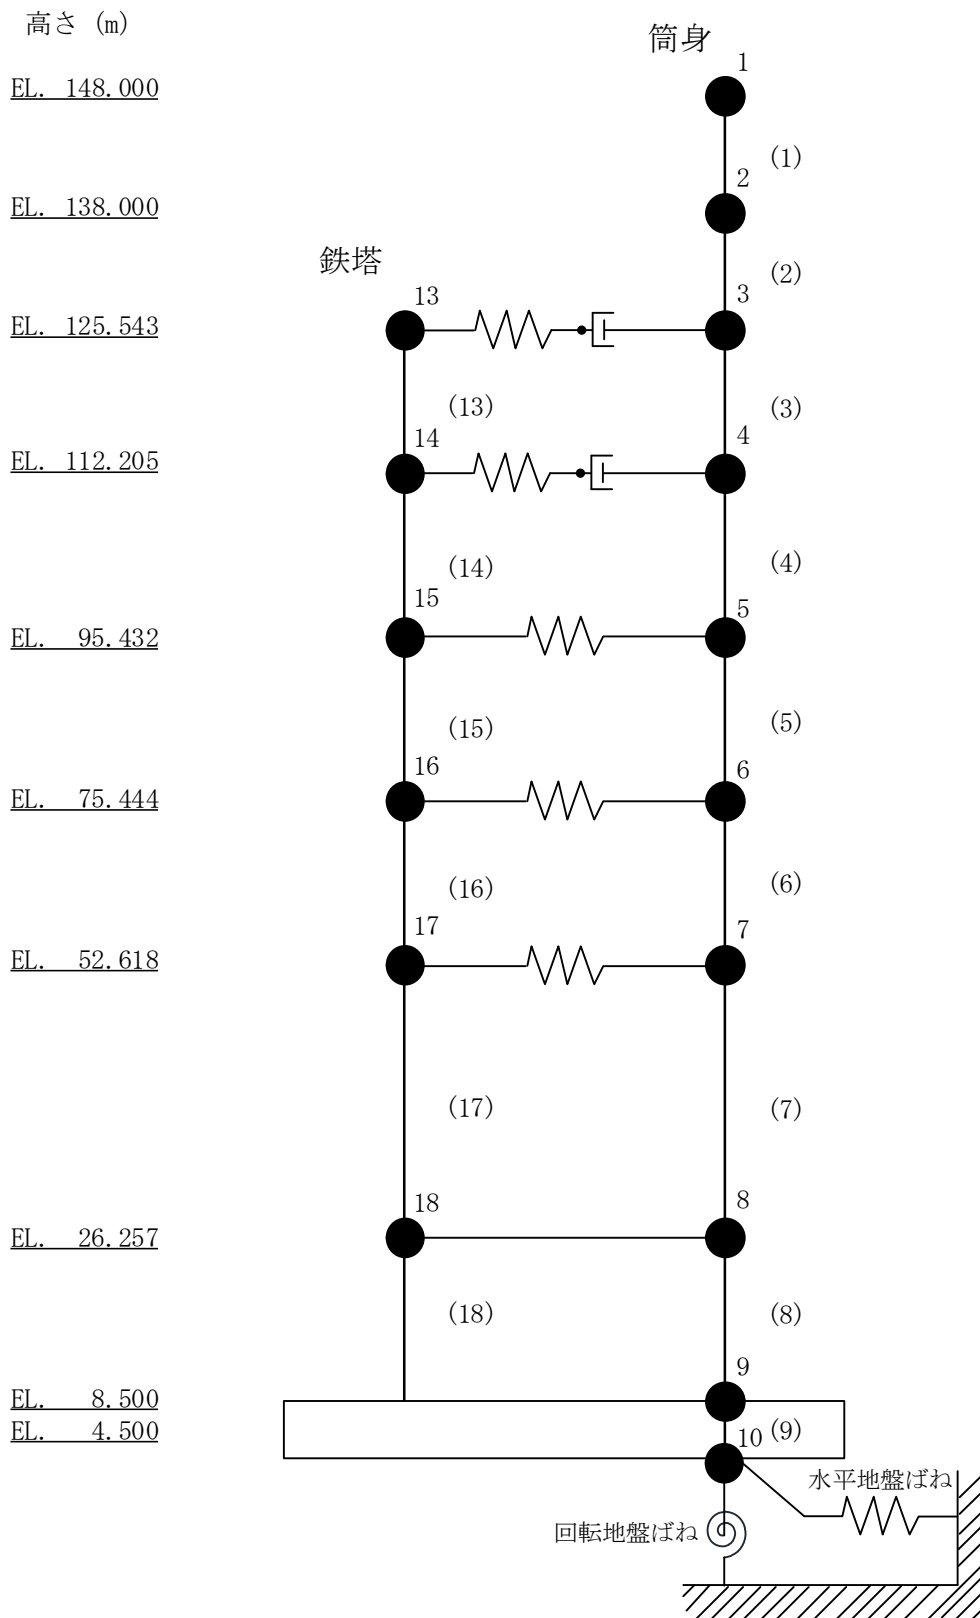 高さ (m)
筒身
1
EL. 148.000
(1)
2
EL. 138.000
鉄塔
(2)
13
3
EL. 125.543
(13)
(3)
14
4
EL. 112.205
(14)
(4)
15
5
EL. 95.432
(15)
(5)
16
6
EL. 75.444
(16)
(6)
17
7
EL. 52.618
(17)
(7)
18
8
EL. 26.257
(18)
(8)
9
EL. 8.500
EL. 4.500
10
(9)
水平地盤ばね
回転地盤ばね